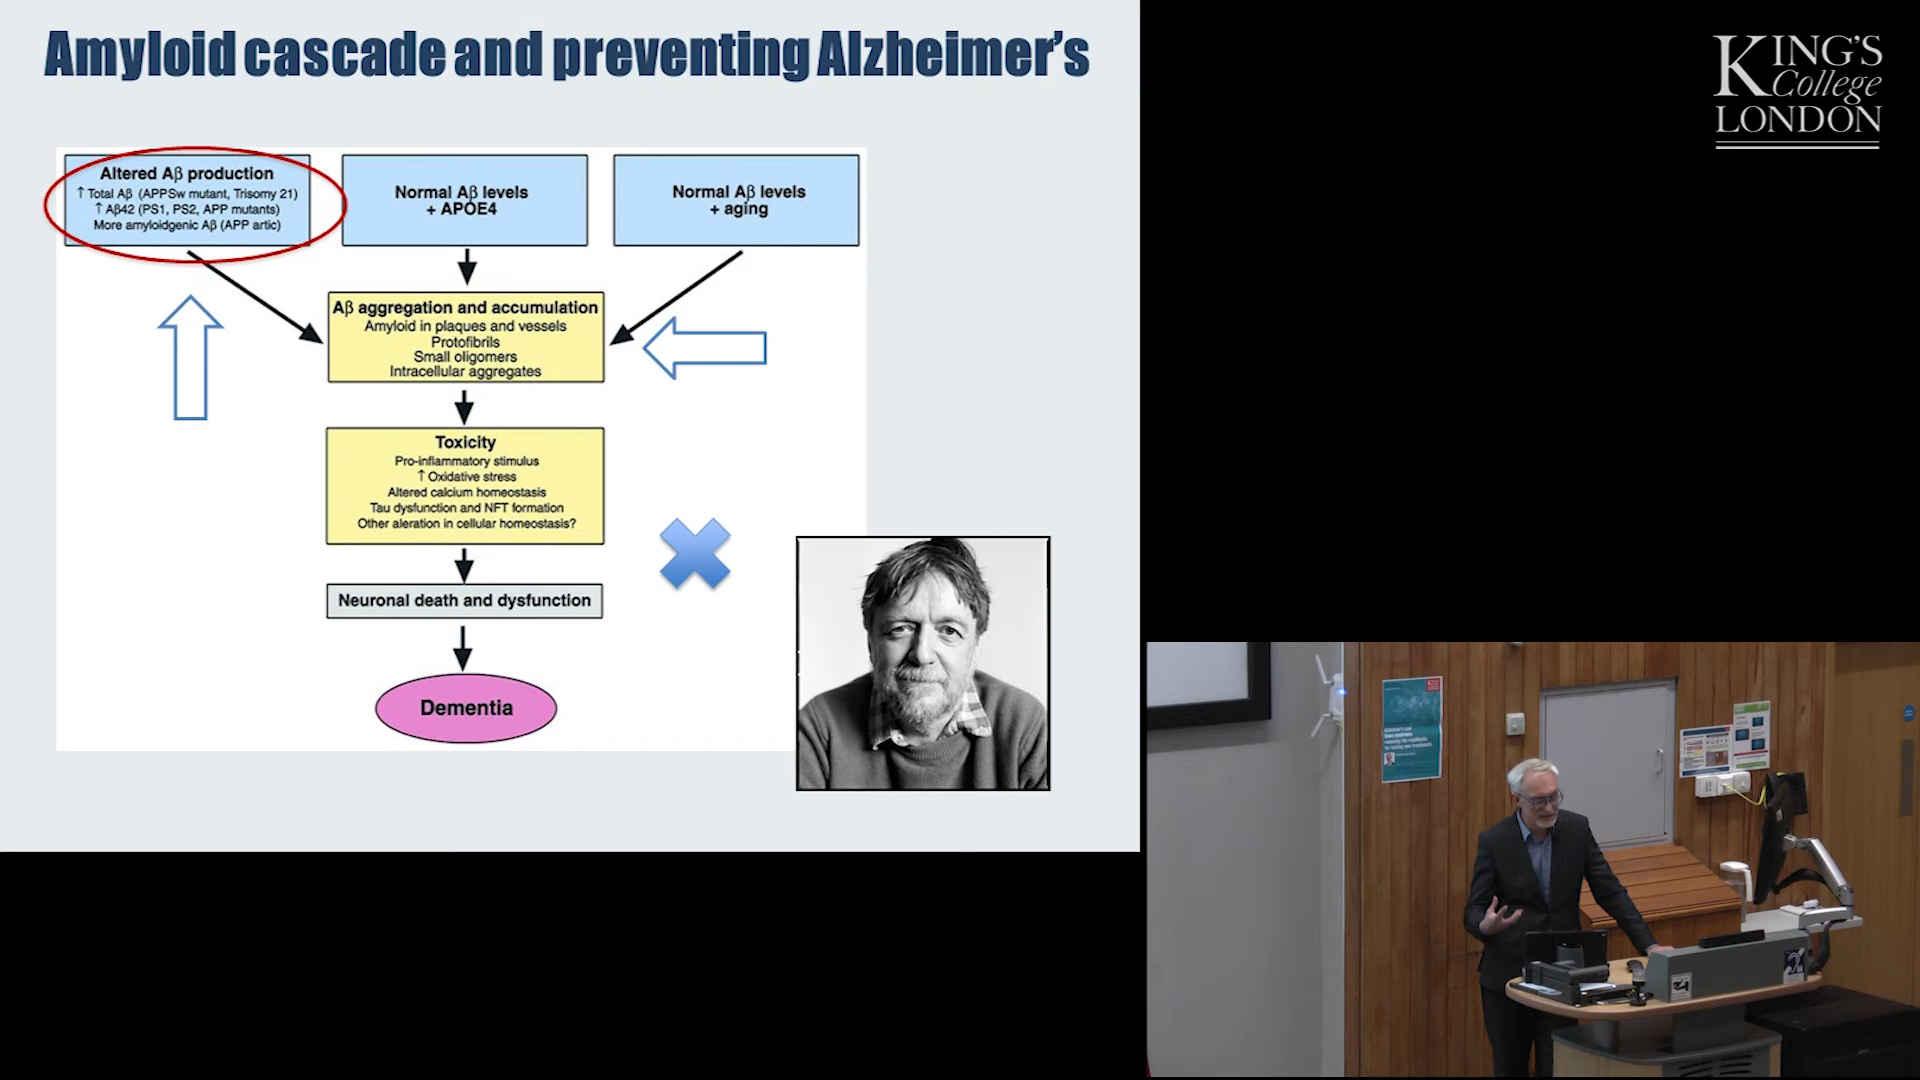 Amyloid cascade and preventing Alzheimer's
KING'S
College
LONDON
Altered Aβ production
↑ Total Aβ (APPSw mutant, Trisomy 21)
↑ Aβ42 (PS1, PS2, APP mutants)
More amyloidgenic Aβ (APP artic)
Normal Aβ levels
+ APOE4
Normal Aβ levels
+ aging
Aβ aggregation and accumulation
Amyloid in plaques and vessels
Protofibrils
Small oligomers
Intracellular aggregates
Toxicity
Pro-inflammatory stimulus
↑ Oxidative stress
Altered calcium homeostasis
Tau dysfunction and NFT formation
Other aleration in cellular homeostasis?
Neuronal death and dysfunction
Dementia